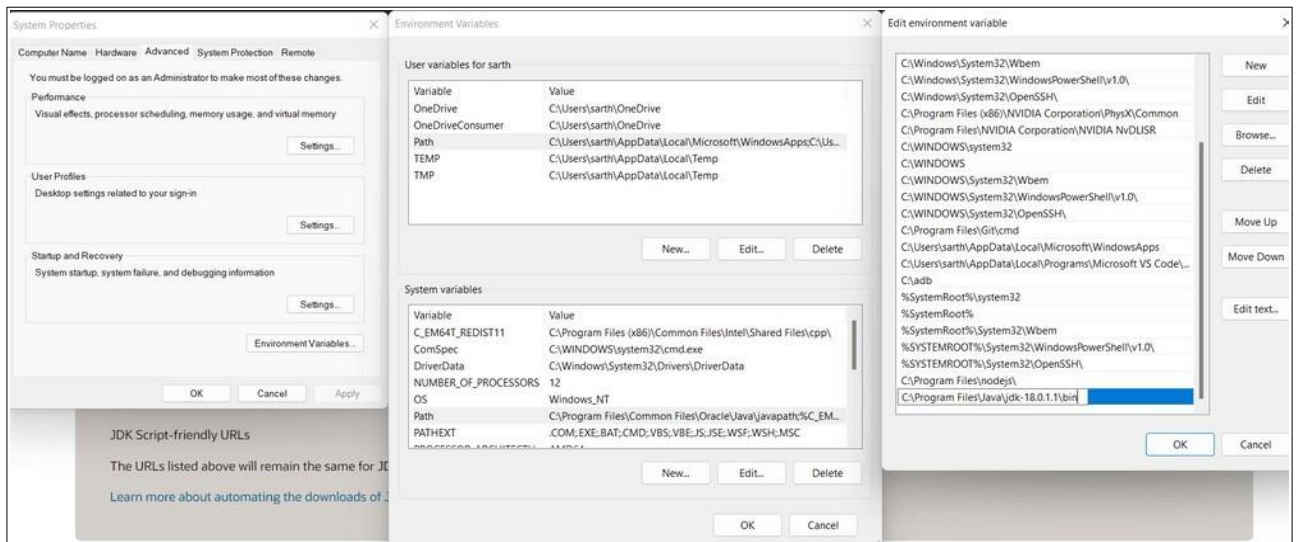 System Properties
Computer Name Hardware Advanced System Protection Remote
You must be logged on as an Administrator to make most of these changes.
Performance
Visual effects, processor scheduling, memory usage, and virtual memory
Settings...
User Profiles
Desktop settings related to your sign-in
Settings...
Startup and Recovery
System startup, system failure, and debugging information
Settings...
Environment Variables...
OK Cancel Apply
JDK Script-friendly URLs
The URLs listed above will remain the same for JD
Learn more about automating the downloads of J
Environment Variables
User variables for sarth
Variable Value
OneDrive C:\Users\sarth\OneDrive
OneDriveConsumer C:\Users\sarth\OneDrive
Path C:\Users\sarth\AppData\Local\Microsoft\WindowsApps;C:\Us...
TEMP C:\Users\sarth\AppData\Local\Temp
TMP C:\Users\sarth\AppData\Local\Temp
New... Edit... Delete
System variables
Variable Value
C_EM64T_REDIST11 C:\Program Files (x86)\Common Files\Intel\Shared Files\cpp\
ComSpec C:\WINDOWS\system32\cmd.exe
DriverData C:\Windows\System32\Drivers\DriverData
NUMBER_OF_PROCESSORS 12
OS Windows_NT
Path C:\Program Files\Common Files\Oracle\Java\javapath;%C_EM...
PATHEXT .COM;.EXE;.BAT;.CMD;.VBS;.VBE;.JS;.JSE;.WSF;.WSH;.MSC
New... Edit... Delete
OK Cancel
Edit environment variable
C:\Windows\System32\Wbem
C:\Windows\System32\WindowsPowerShell\v1.0\
C:\Windows\System32\OpenSSH\
C:\Program Files (x86)\NVIDIA Corporation\PhysX\Common
C:\Program Files\NVIDIA Corporation\NVIDIA NvDLISR
C:\WINDOWS\system32
C:\WINDOWS
C:\WINDOWS\System32\Wbem
C:\WINDOWS\System32\WindowsPowerShell\v1.0\
C:\WINDOWS\System32\OpenSSH\
C:\Program Files\Git\cmd
C:\Users\sarth\AppData\Local\Microsoft\WindowsApps
C:\Users\sarth\AppData\Local\Programs\Microsoft VS Code\...
C:\adb
%SystemRoot%\system32
%SystemRoot%
%SystemRoot%\System32\Wbem
%SYSTEMROOT%\System32\WindowsPowerShell\v1.0\
%SYSTEMROOT%\System32\OpenSSH\
C:\Program Files\nodejs\
C:\Program Files\Java\jdk-18.0.1.1\bin
New
Edit
Browse...
Delete
Move Up
Move Down
Edit text...
OK Cancel